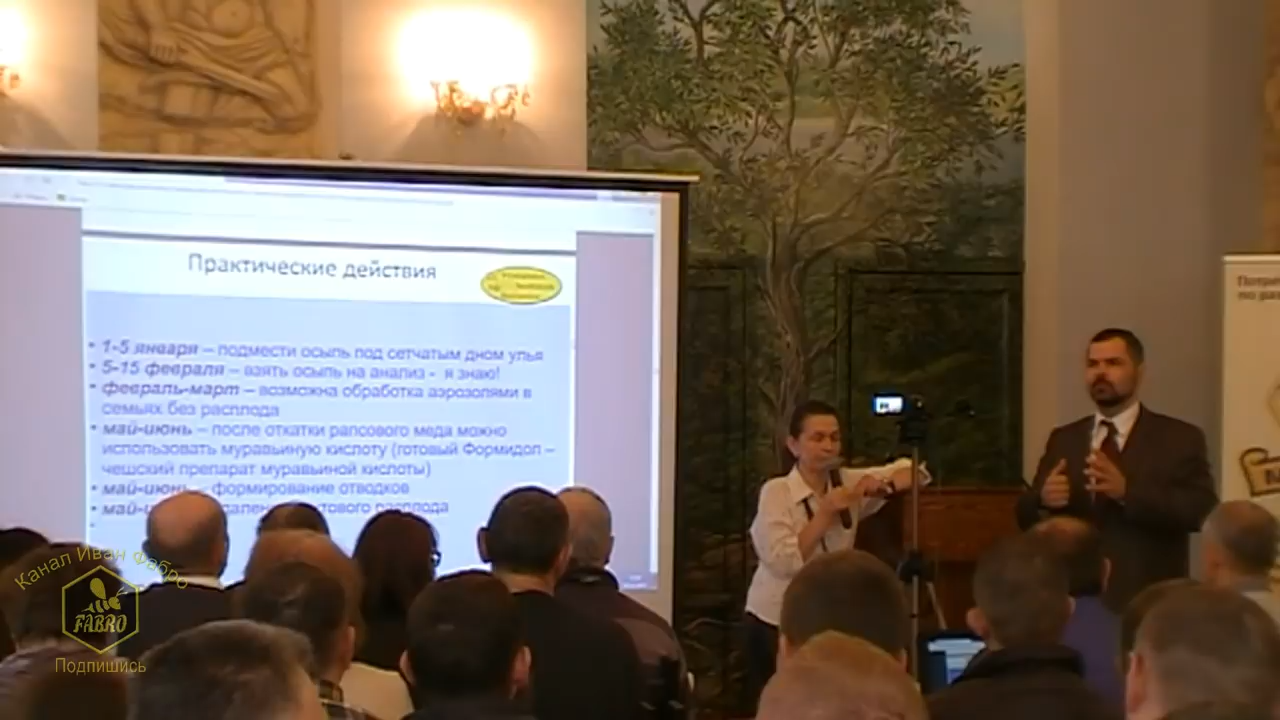 Практические действия
• 1-5 января – подмести осыпь под сетчатым дном улья
• 5-15 февраля – взять осыпь на анализ - я знаю!
• февраль-март – возможна обработка аэрозолями в
семьях без расплода
• май-июнь – после откатки рапсового меда можно
использовать муравьиную кислоту (готовый Формидол –
чешский препарат муравьиной кислоты)
• май-июнь – формирование отводков
Канал Иван Фабро
FABRO
Подпишись